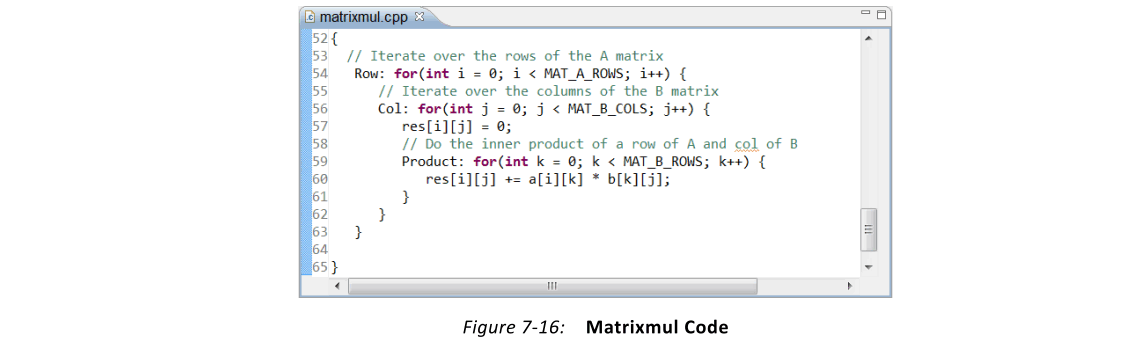 matrixmul.cpp
52 {
53 // Iterate over the rows of the A matrix
54 Row: for(int i = 0; i < MAT_A_ROWS; i++) {
55 // Iterate over the columns of the B matrix
56 Col: for(int j = 0; j < MAT_B_COLS; j++) {
57 res[i][j] = 0;
58 // Do the inner product of a row of A and col of B
59 Product: for(int k = 0; k < MAT_B_ROWS; k++) {
60 res[i][j] += a[i][k] * b[k][j];
61 }
62 }
63 }
64
65 }
Figure 7-16: Matrixmul Code